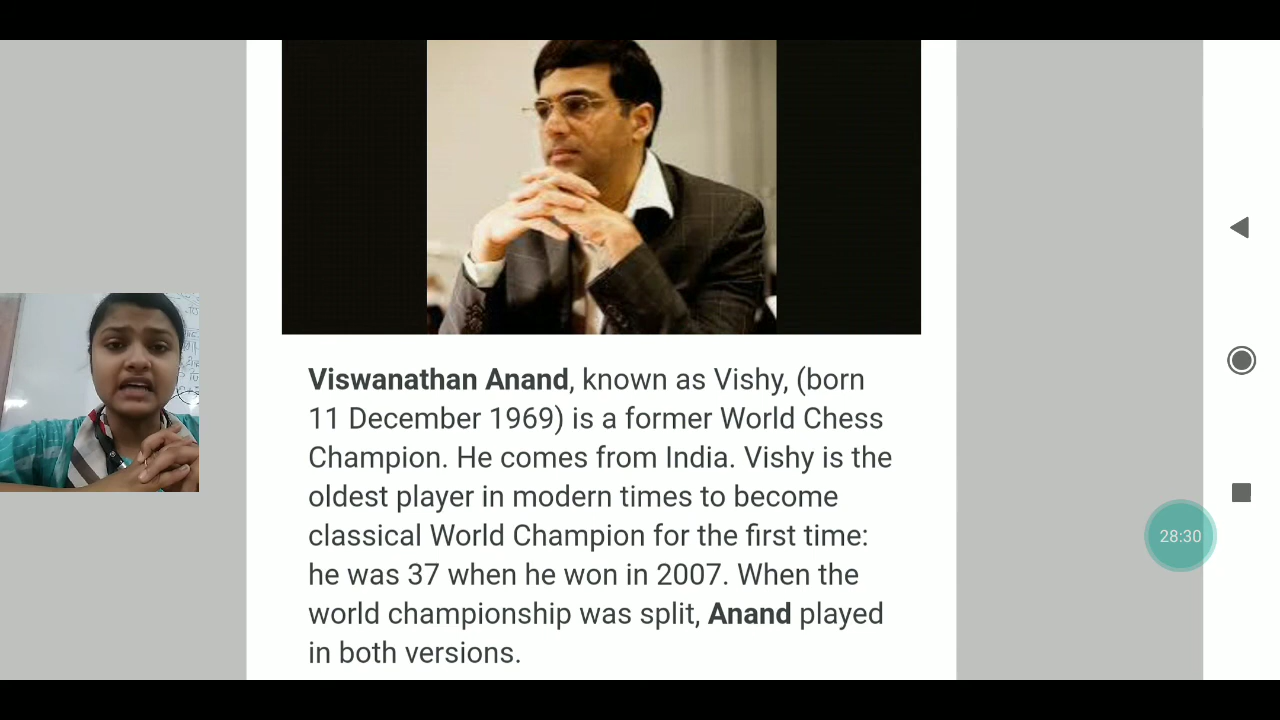 Viswanathan Anand, known as Vishy, (born
11 December 1969) is a former World Chess
Champion. He comes from India. Vishy is the
oldest player in modern times to become
classical World Champion for the first time:
he was 37 when he won in 2007. When the
world championship was split, Anand played
in both versions.
28:30